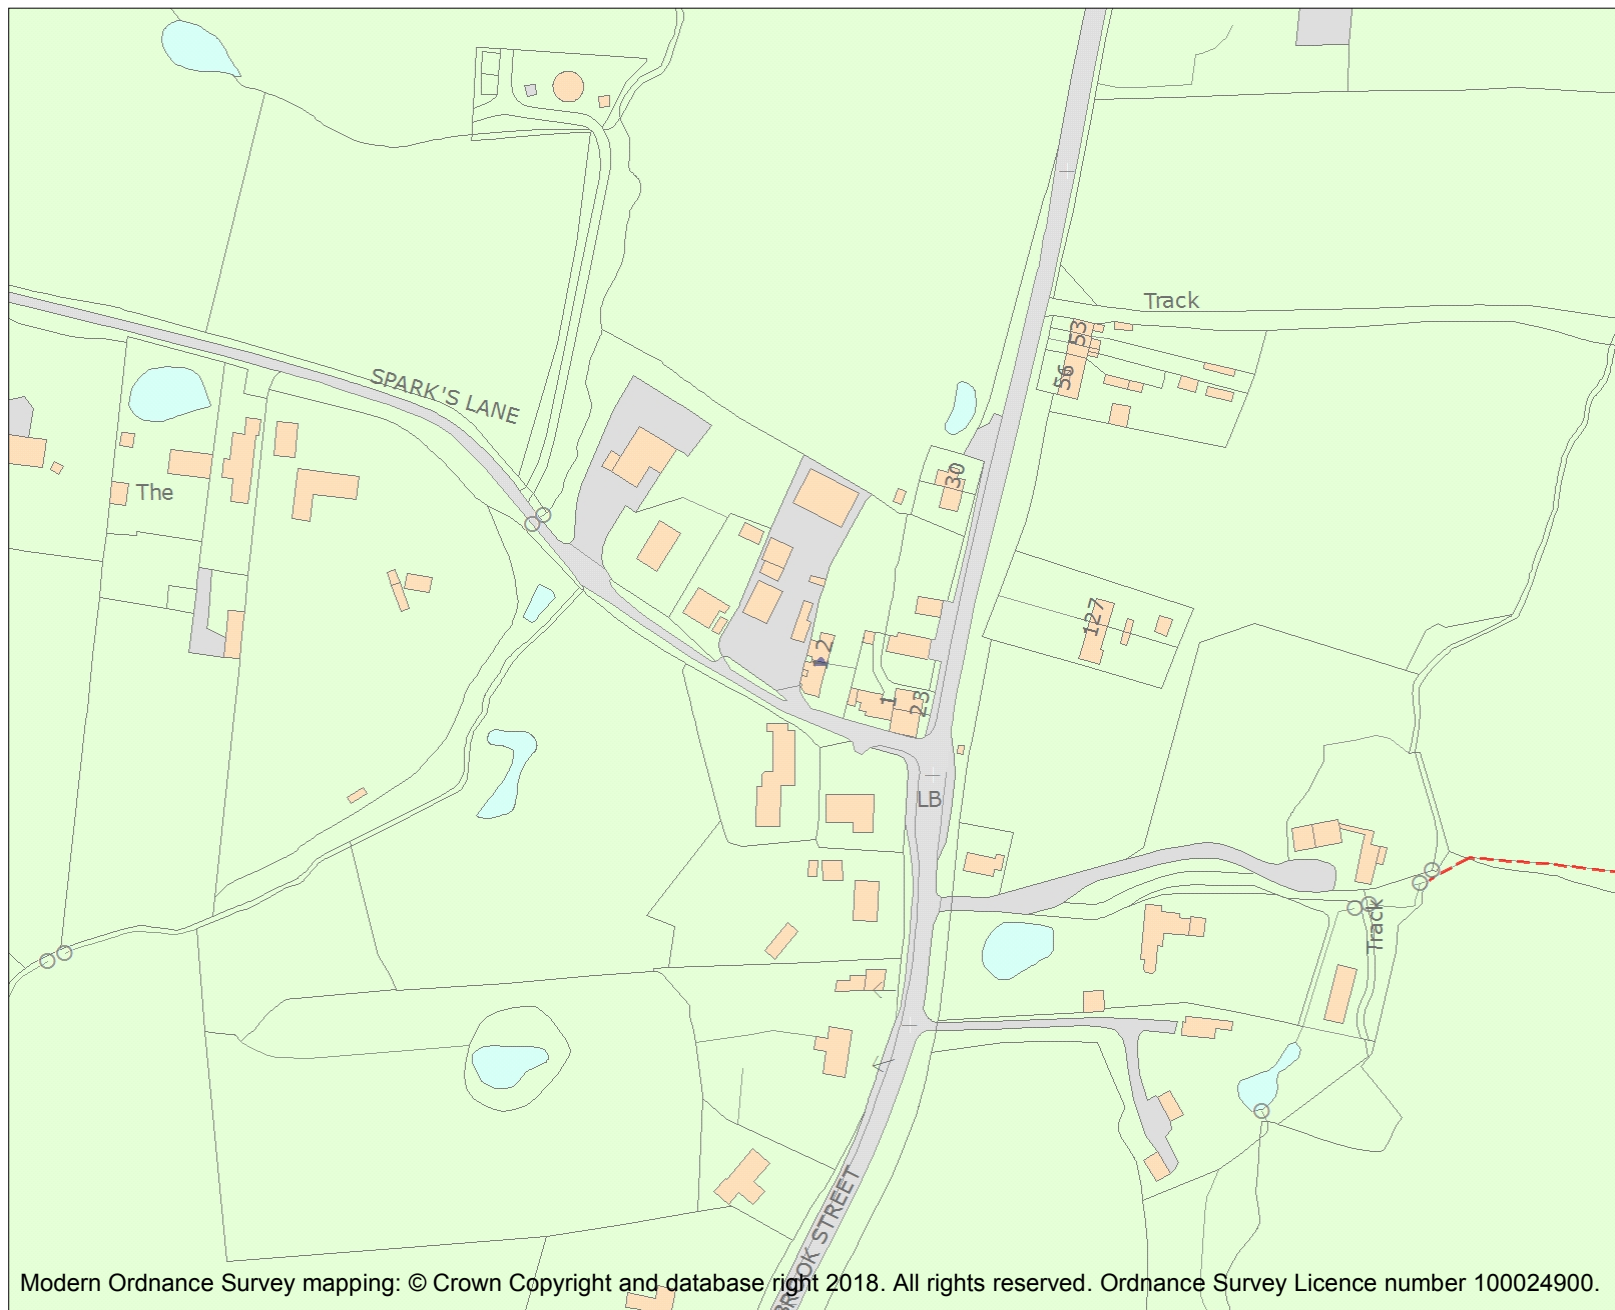 Track
53
56
SPARK'S LANE
30
The
127
2
1
1
23
LB
Track
BROOK STREET
Modern Ordnance Survey mapping: © Crown Copyright and database right 2018. All rights reserved. Ordnance Survey Licence number 100024900.